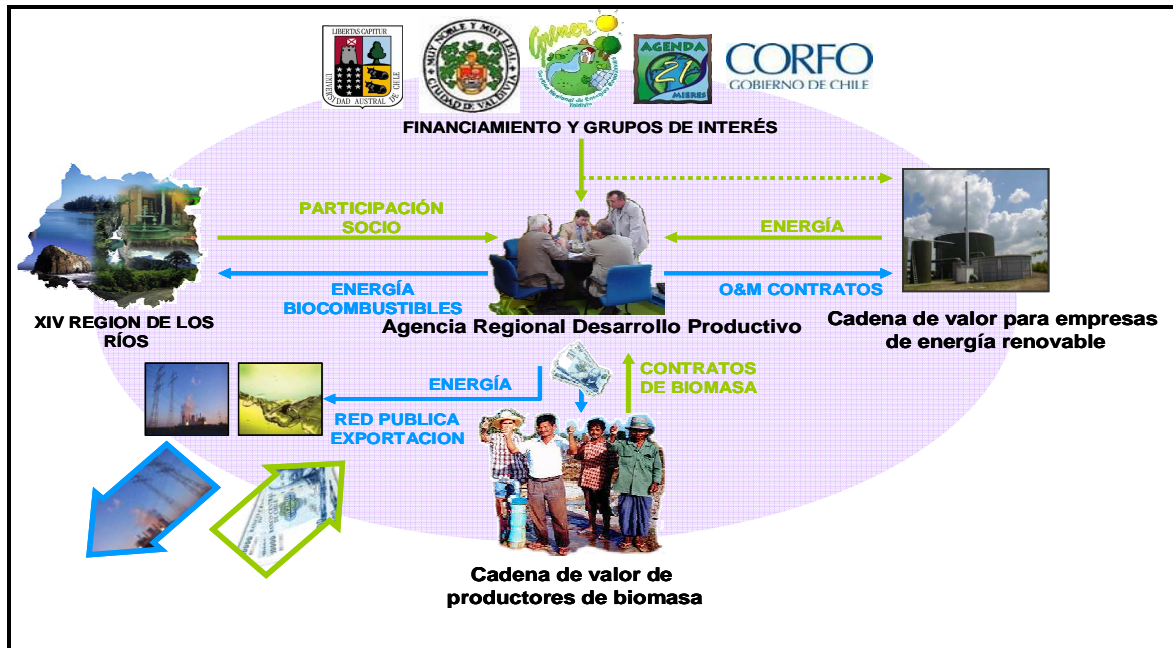 LIBERTAS CAPITUR
UNIVERSIDAD AUSTRAL DE CHILE
MUY NOBLE Y MUY LEAL
CIUDAD DE VALDIVIA
Grener
Valdivia
AGENDA
21
MIERES
CORFO
GOBIERNO DE CHILE
FINANCIAMIENTO Y GRUPOS DE INTERÉS
PARTICIPACIÓN
SOCIO
ENERGÍA
ENERGÍA
BIOCOMBUSTIBLES
O&M CONTRATOS
XIV REGION DE LOS
RÍOS
Agencia Regional Desarrollo Productivo
Cadena de valor para empresas
de energía renovable
ENERGÍA
CONTRATOS
DE BIOMASA
RED PUBLICA
EXPORTACION
Cadena de valor de
productores de biomasa